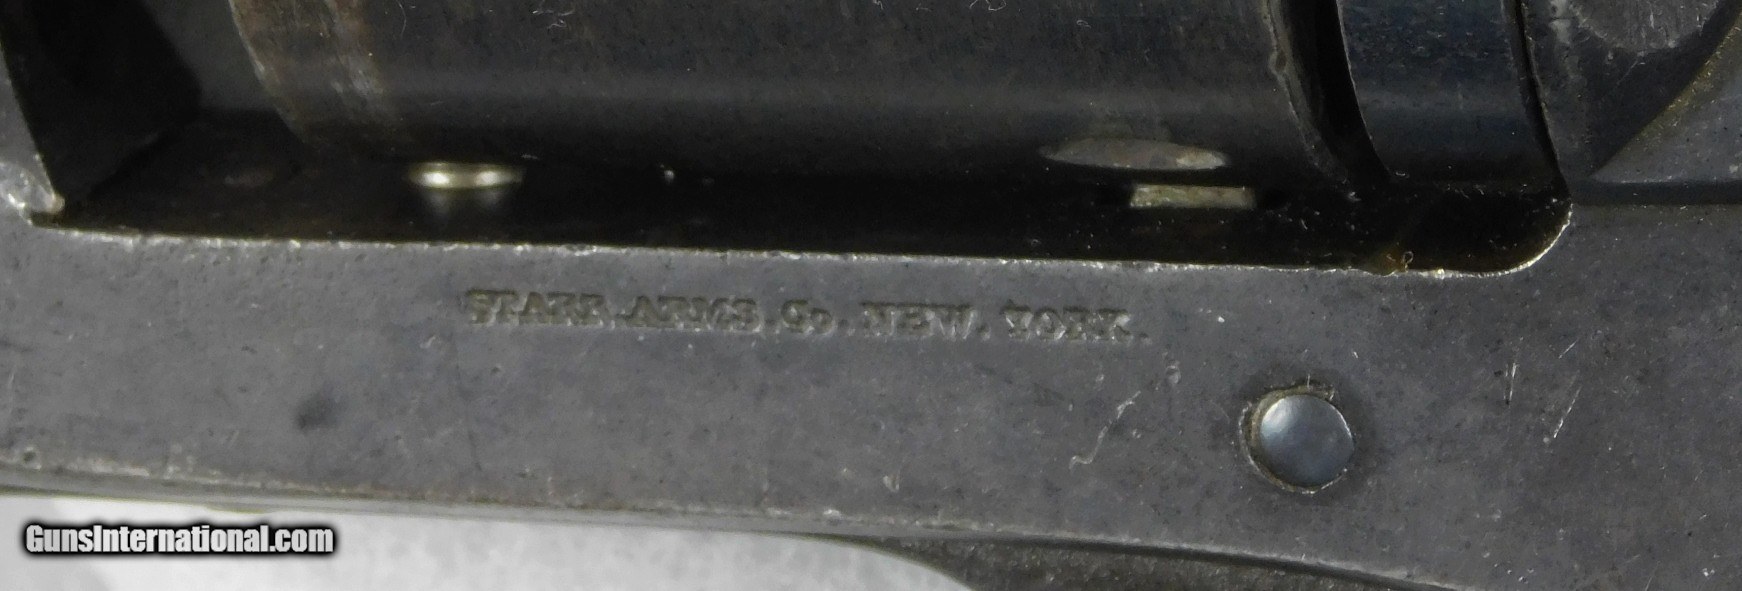 STARR.ARMS.Co.NEW.YORK.
GunsInternational.com